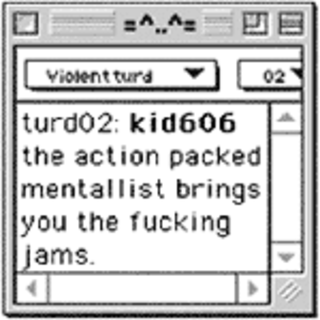 =^..^=
Violent turd
02
turd02: kid606
the action packed
mentallist brings
you the fucking
jams.